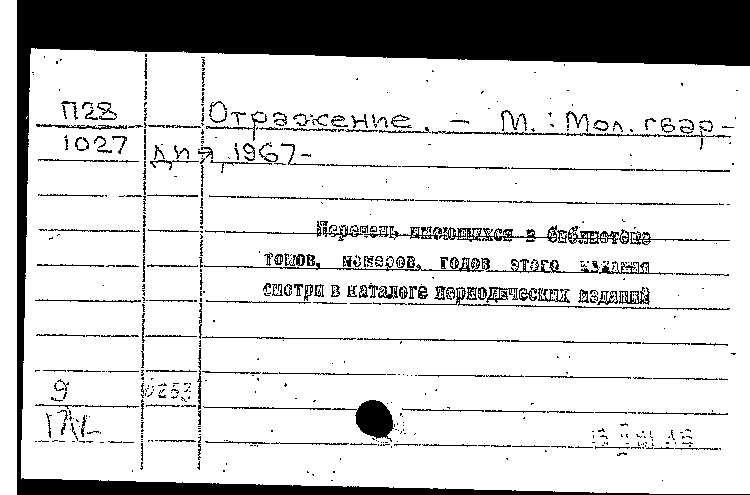 П28 Отражение. – М.: Мол. гвар-
1027 дия, 1967-
Перечень имеющихся в библиотеке
томов, номеров, годов этого издания
смотри в каталоге периодических изданий
9